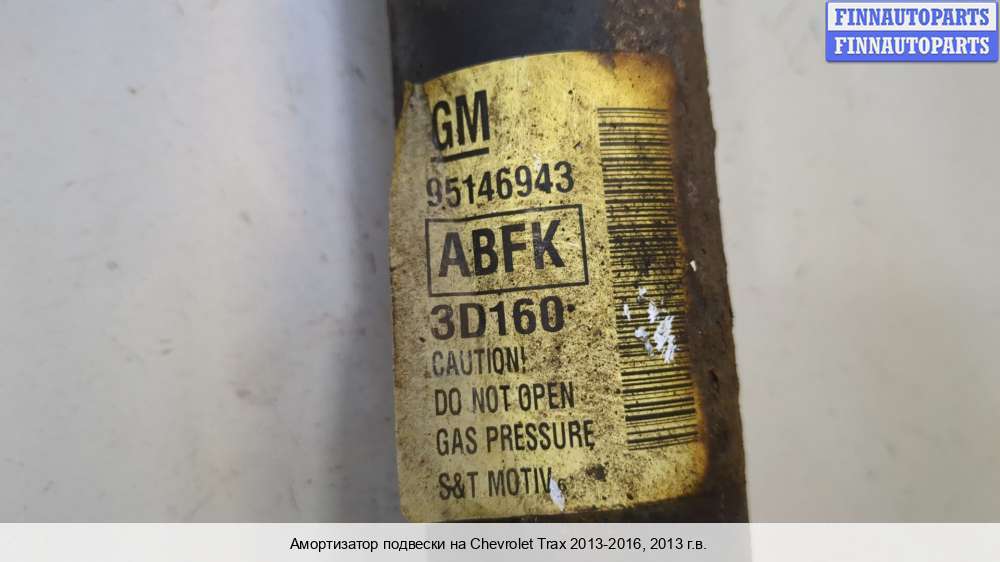 FINNAUTOPARTS
FINNAUTOPARTS
GM
95146943
ABFK
3D160
CAUTION!
DO NOT OPEN
GAS PRESSURE
S&T MOTIV
Амортизатор подвески на Chevrolet Trax 2013-2016, 2013 г.в.